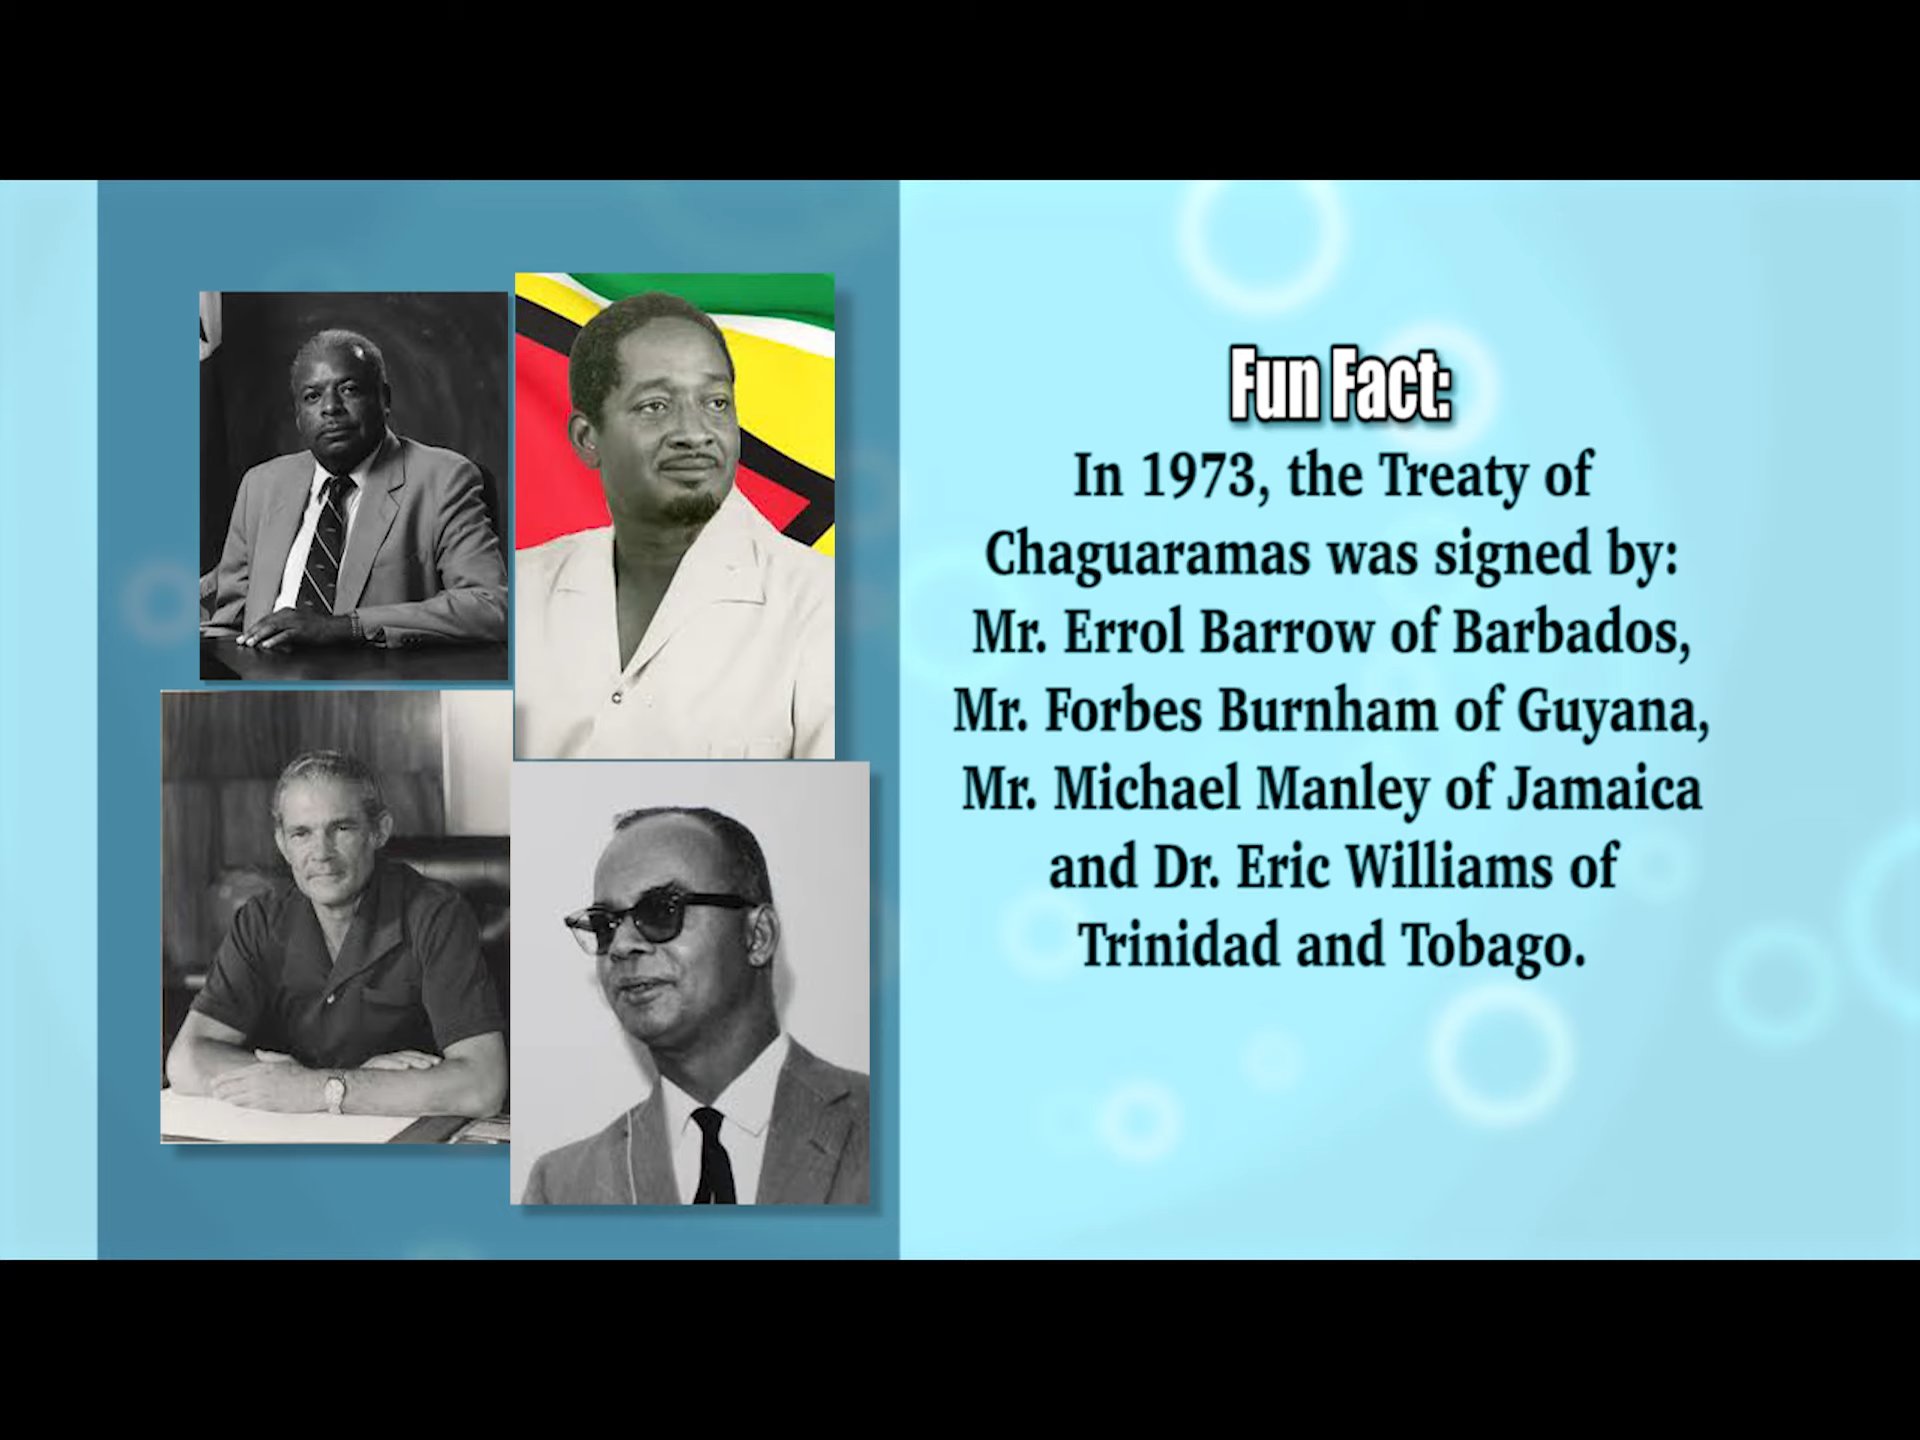 Fun Fact:
In 1973, the Treaty of
Chaguaramas was signed by:
Mr. Errol Barrow of Barbados,
Mr. Forbes Burnham of Guyana,
Mr. Michael Manley of Jamaica
and Dr. Eric Williams of
Trinidad and Tobago.